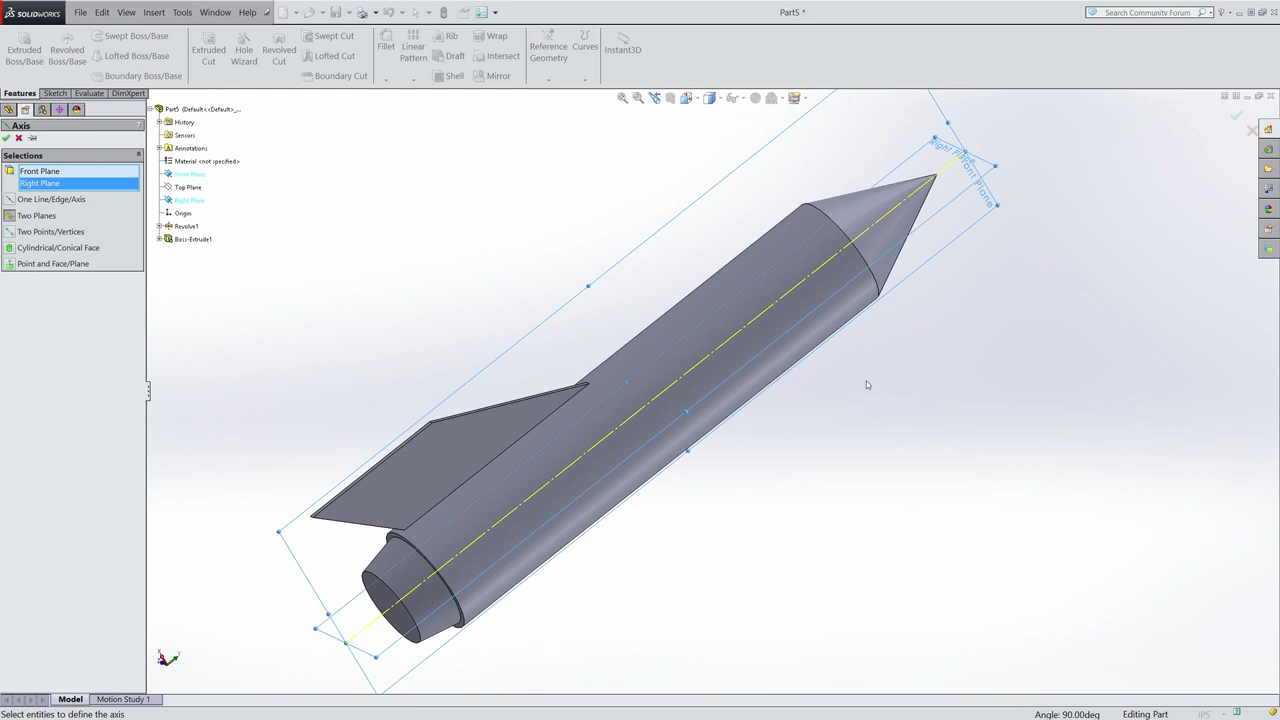 SOLIDWORKS File Edit View Insert Tools Window Help Part5 * Search Community Forum
Extruded Boss/Base Revolved Boss/Base Swept Boss/Base Lofted Boss/Base Boundary Boss/Base
Extruded Cut Hole Wizard Revolved Cut Swept Cut Lofted Cut Boundary Cut
Fillet Linear Pattern Rib Draft Shell Wrap Intersect Mirror
Reference Geometry Curves Instant3D
Features Sketch Evaluate DimXpert
Axis ?
Selections
Front Plane
Right Plane
One Line/Edge/Axis
Two Planes
Two Points/Vertices
Cylindrical/Conical Face
Point and Face/Plane
Part5 (Default<<Default>_...
History
Sensors
Annotations
Material <not specified>
Front Plane
Top Plane
Right Plane
Origin
Revolve1
Boss-Extrude1
Right Plane
Front Plane
Model Motion Study 1
Select entities to define the axis Angle: 90.00deg Editing Part IPS